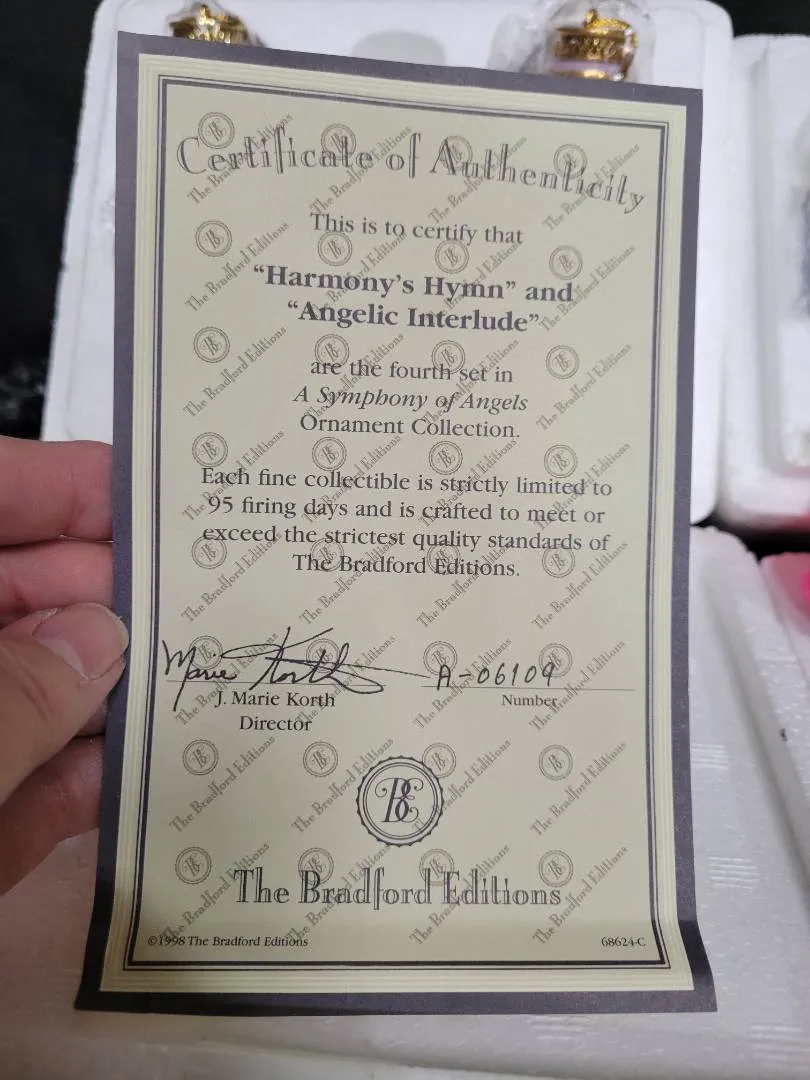 Certificate of Authenticity
This is to certify that
“Harmony’s Hymn” and
“Angelic Interlude”
are the fourth set in
A Symphony of Angels
Ornament Collection.
Each fine collectible is strictly limited to
95 firing days and is crafted to meet or
exceed the strictest quality standards of
The Bradford Editions.
Marie Korth
A-06109
J. Marie Korth
Number
Director
BE
The Bradford Editions
©1998 The Bradford Editions
68624-C